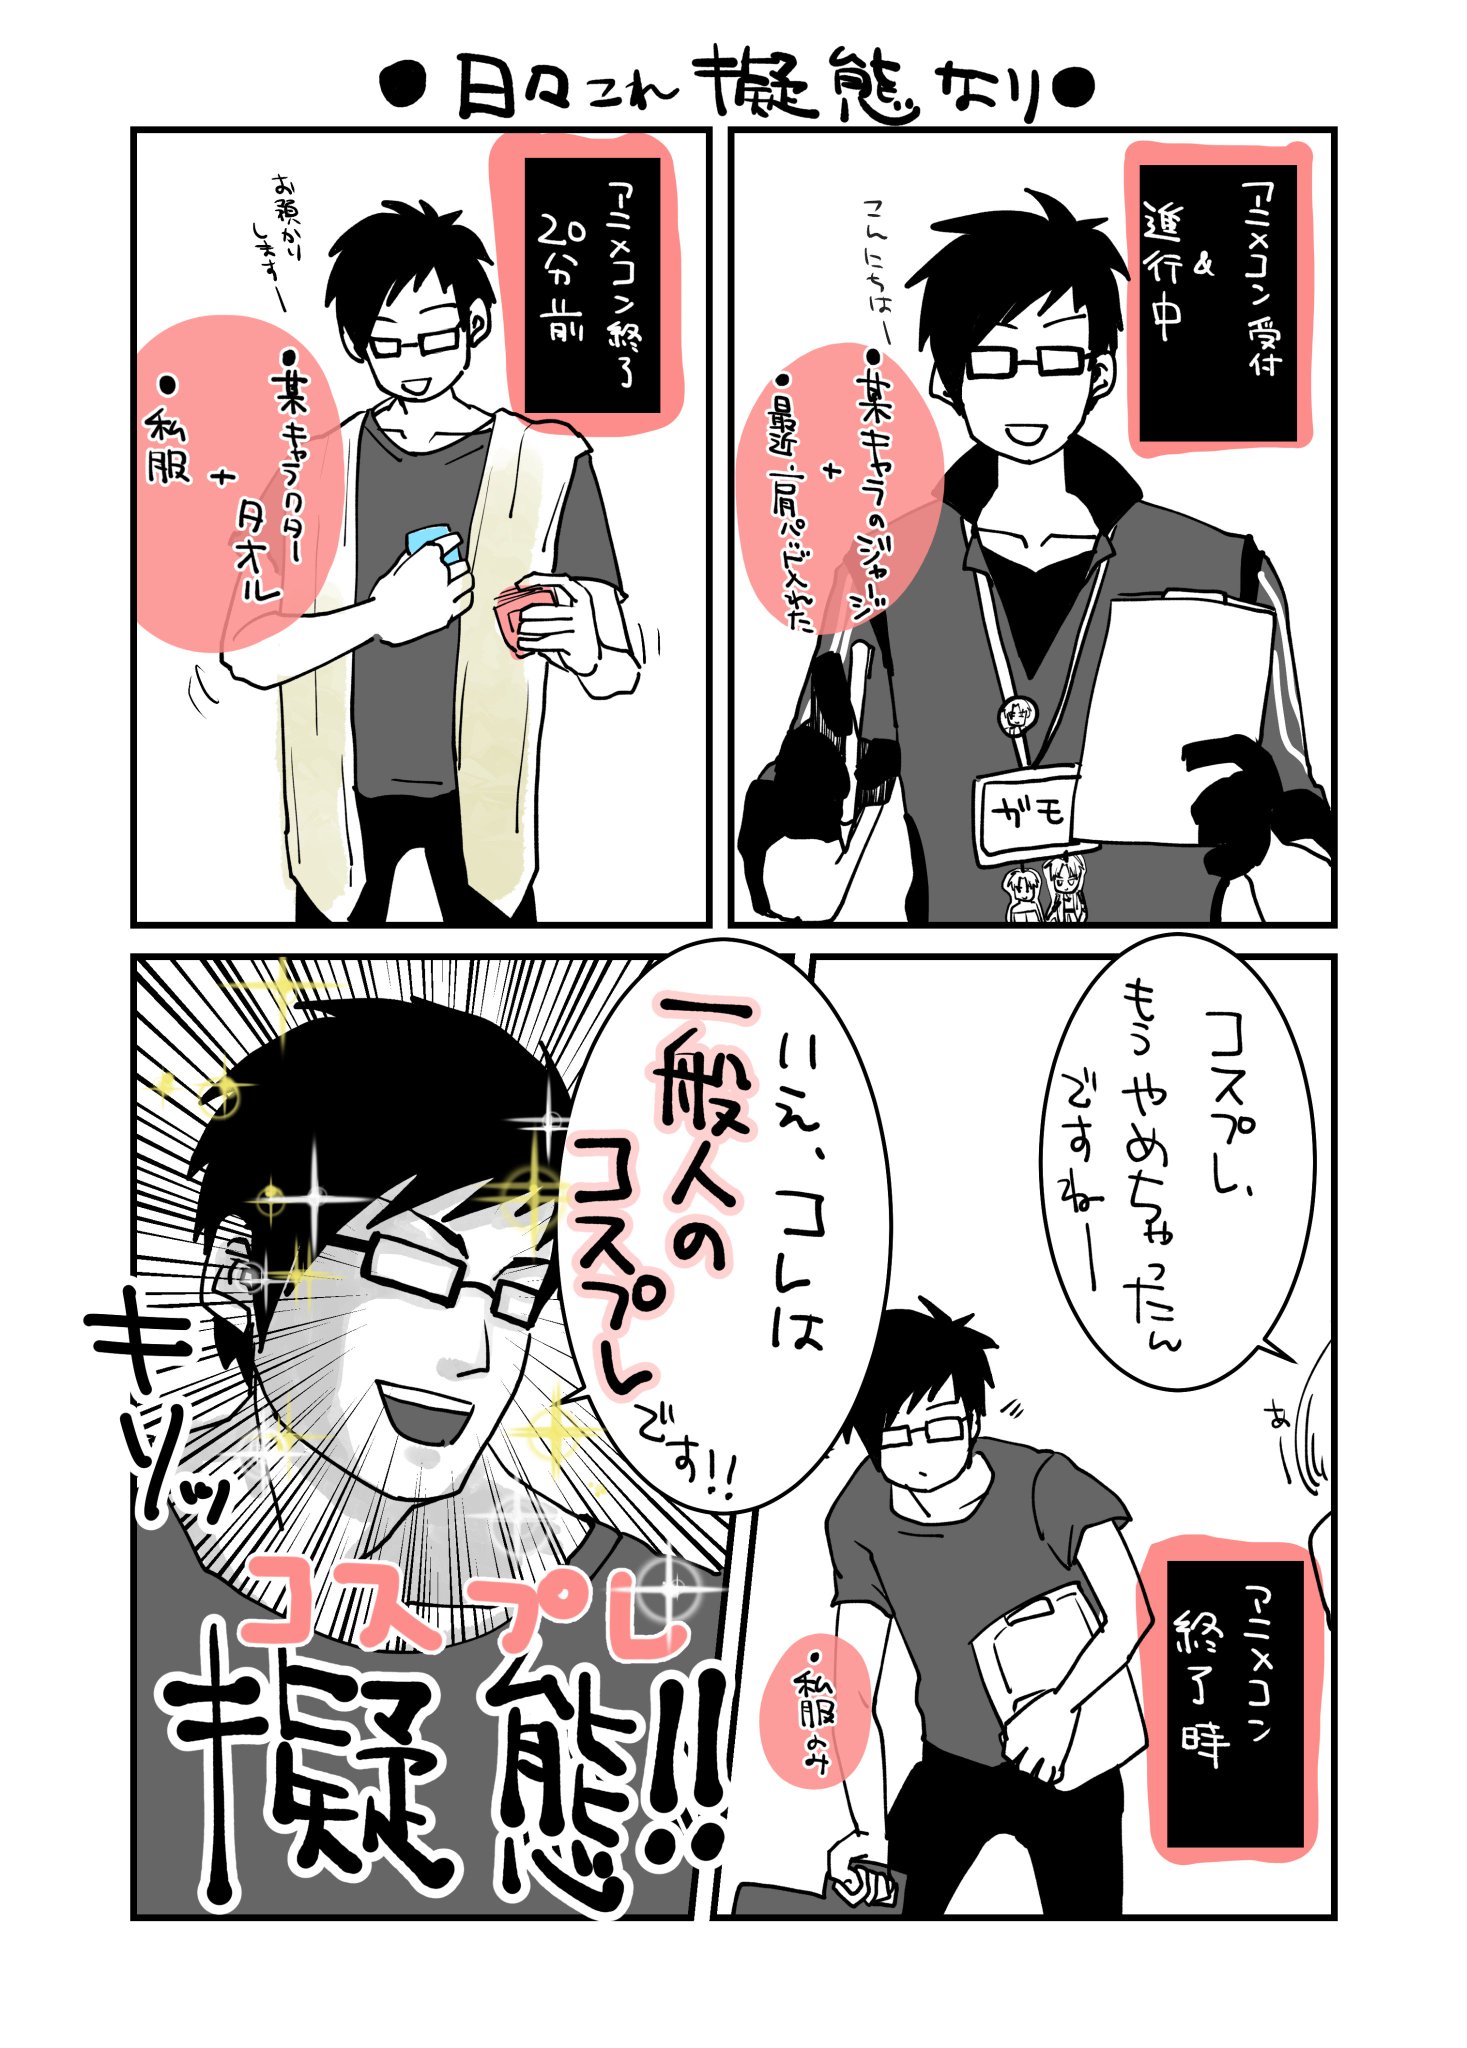 ●日々これ擬態なり●
アニメコン受付
&
進行中
こんにちはー
●某キャラのジャージ
+
●最近、肩パッド入れた
ガモ
アニメコン終了
20分前
お預かり
しますー
●某キャラクター
タオル
+
●私服
コスプレ、
もうやめちゃったん
ですねー
あー
アニメコン
終了時
●私服のみ
いえ、コレは
一般人の
コスプレ
です!!
キリッ
コスプレ
擬態!!